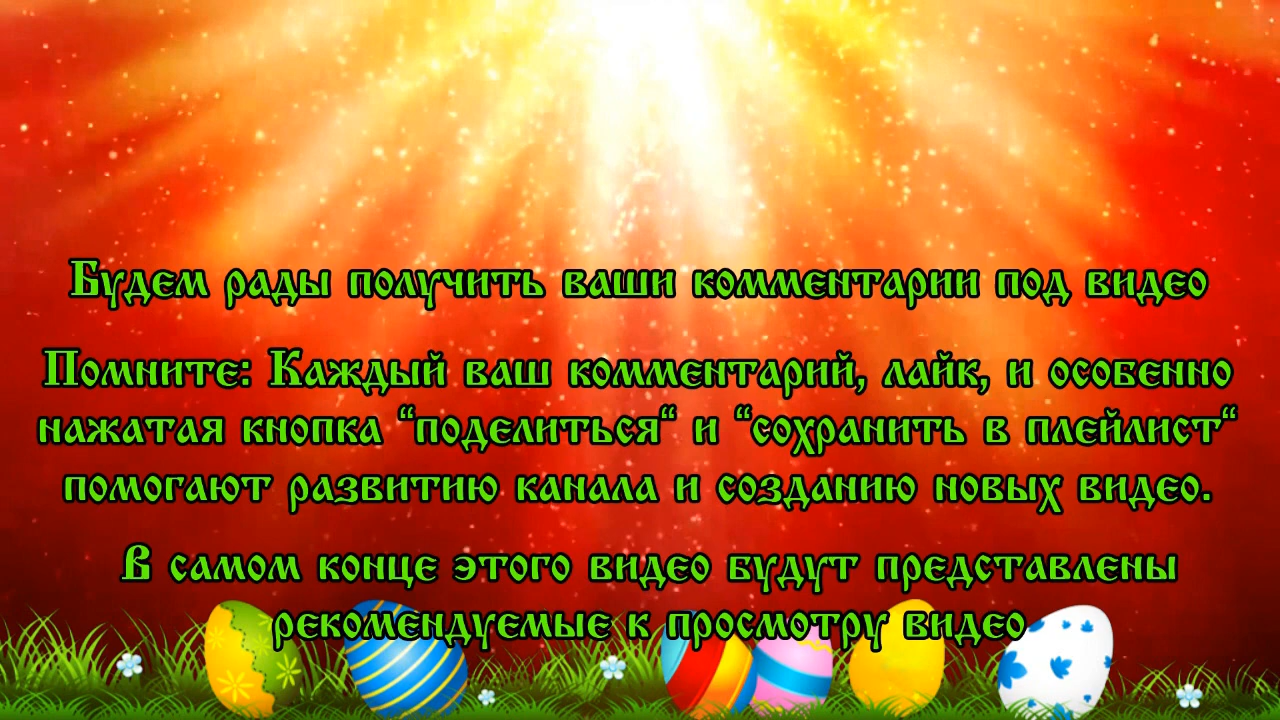 Будем рады получить ваши комментарии под видео
Помните: Каждый ваш комментарий, лайк, и особенно
нажатая кнопка “поделиться“ и “сохранить в плейлист“
помогают развитию канала и созданию новых видео.
В самом конце этого видео будут представлены
рекомендуемые к просмотру видео